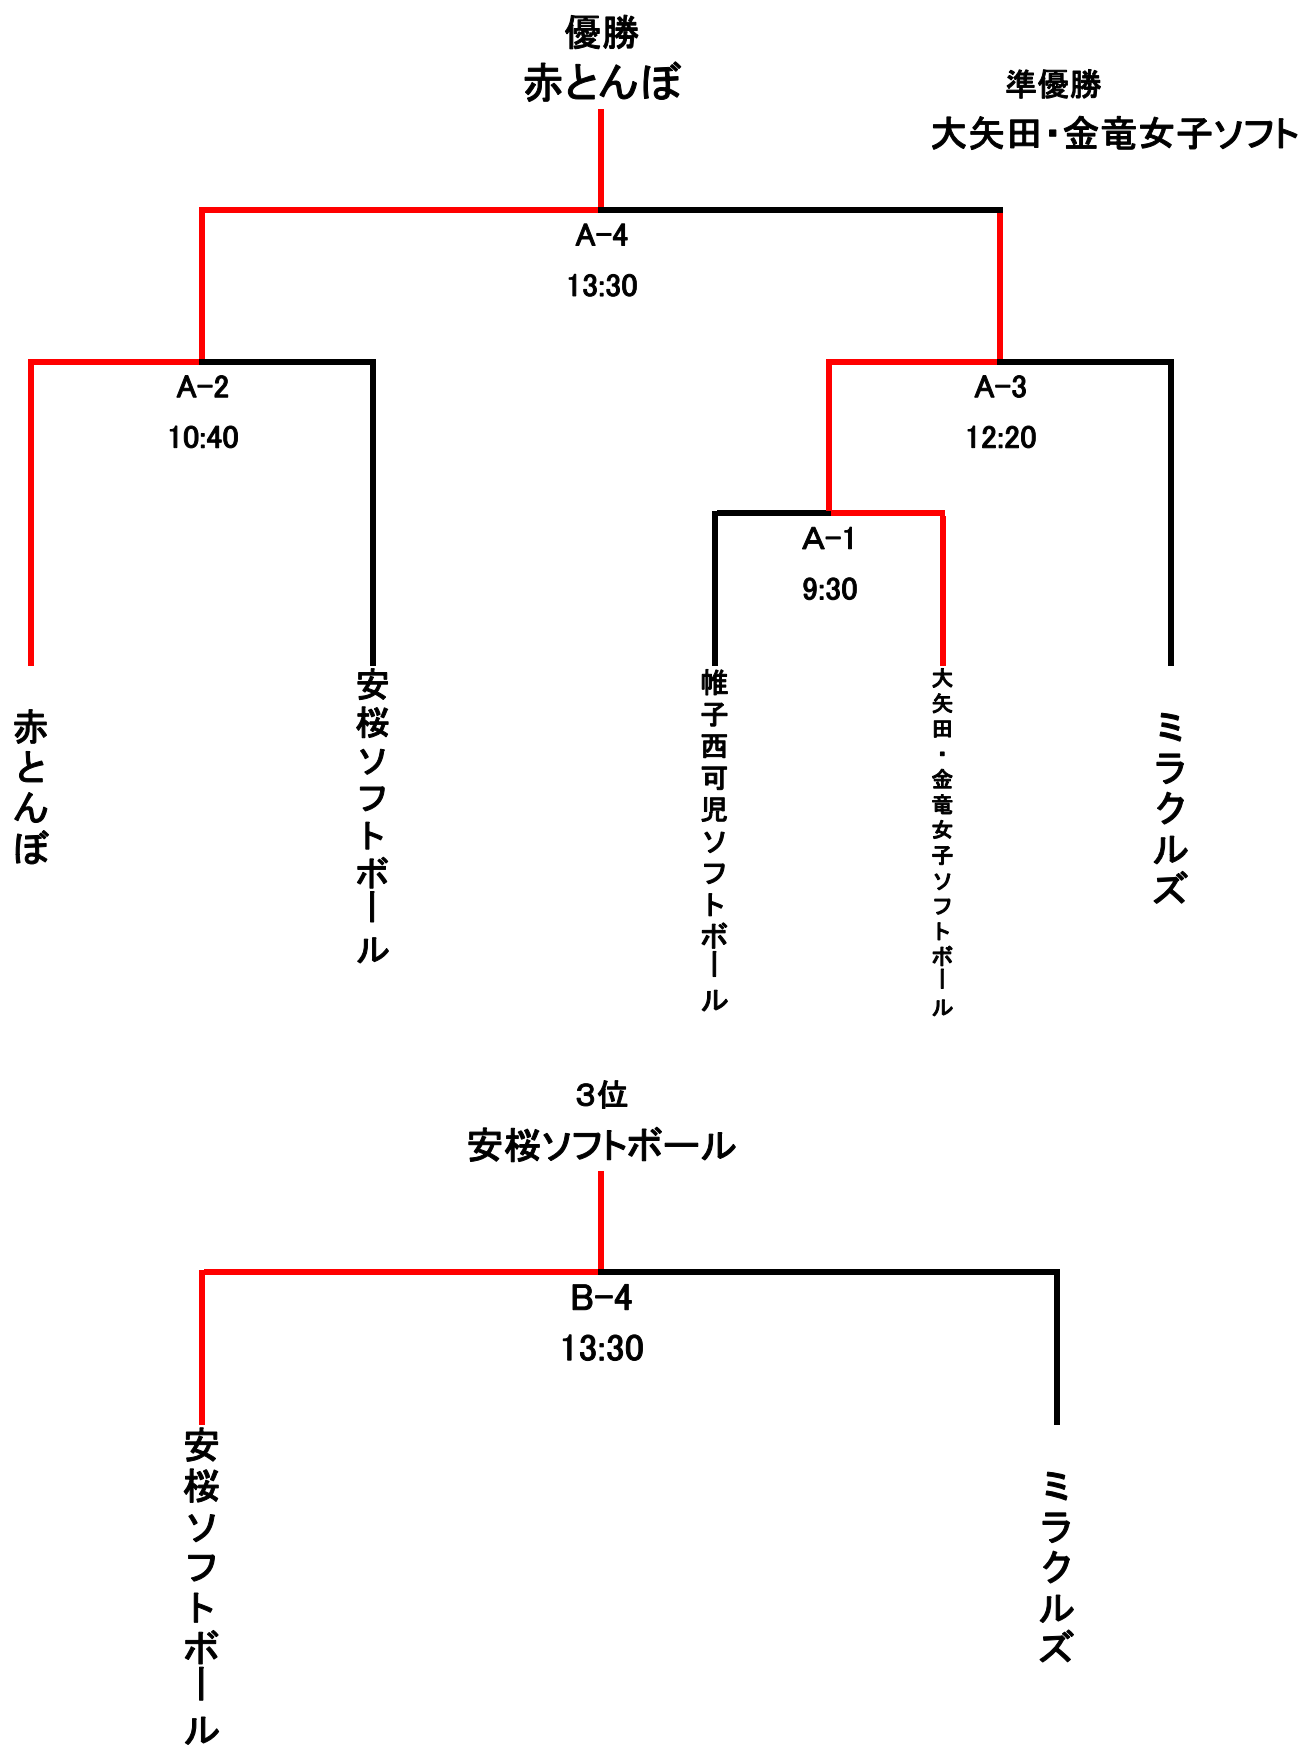 優勝
赤とんぼ
準優勝
大矢田・金竜女子ソフト
A-4
13:30
A-2
10:40
A-3
12:20
A-1
9:30
赤とんぼ
安桜ソフトボール
帷子西可児ソフトボール
大矢田・金竜女子ソフトボール
ミラクルズ
3位
安桜ソフトボール
B-4
13:30
安桜ソフトボール
ミラクルズ